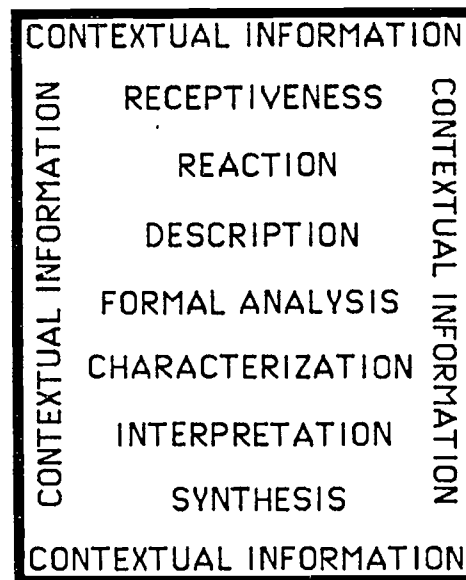 CONTEXTUAL INFORMATION
CONTEXTUAL INFORMATION
RECEPTIVENESS
REACTION
DESCRIPTION
FORMAL ANALYSIS
CHARACTERIZATION
INTERPRETATION
SYNTHESIS
CONTEXTUAL INFORMATION
CONTEXTUAL INFORMATION